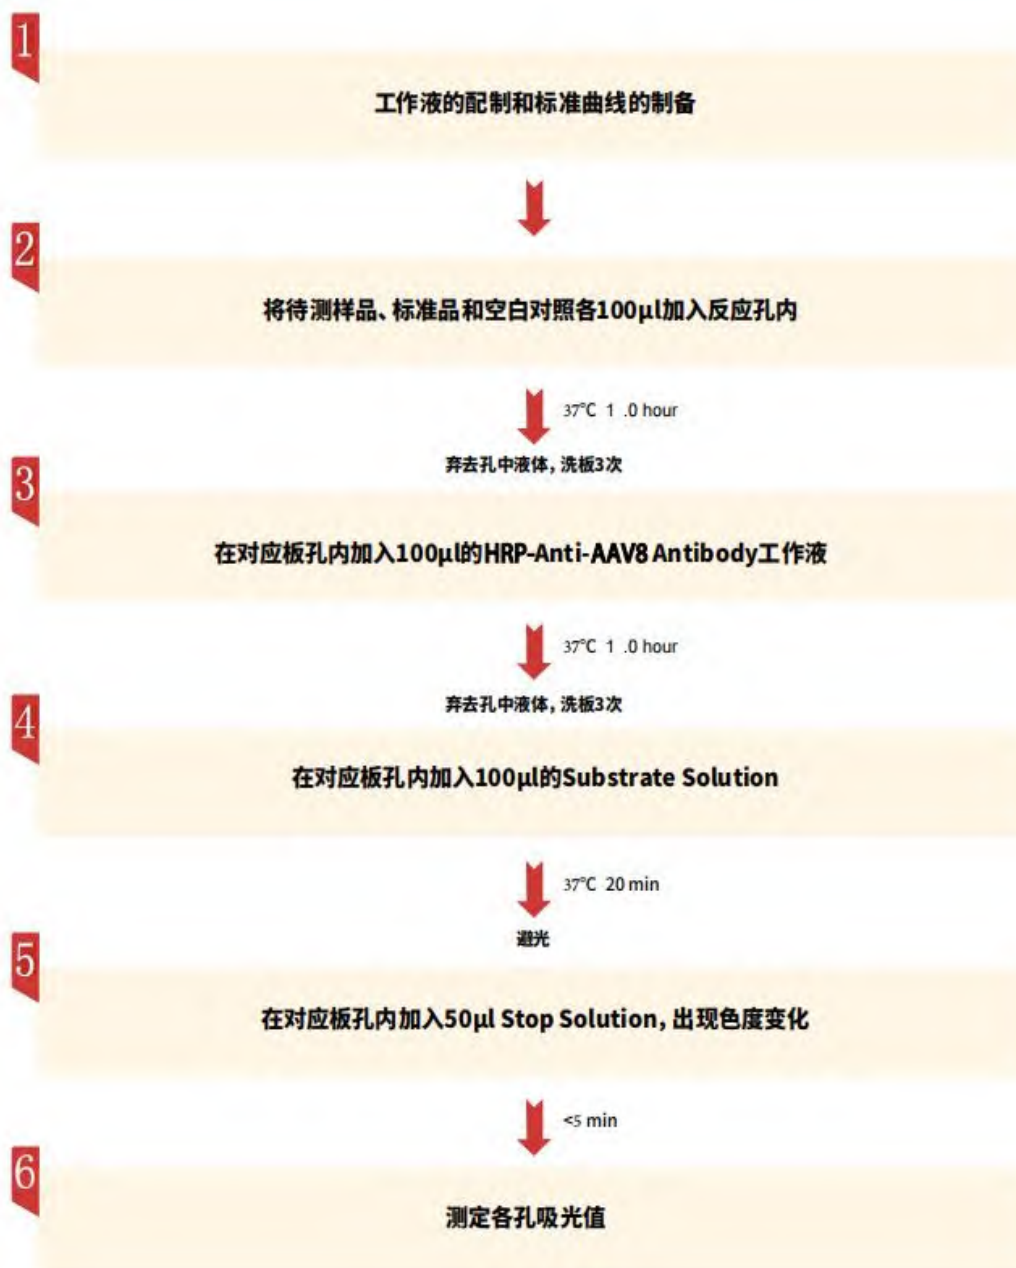 1
工作液的配制和标准曲线的制备
2
将待测样品、标准品和空白对照各100μl加入反应孔内
37℃ 1 .0 hour
弃去孔中液体，洗板3次
3
在对应板孔内加入100μl的HRP-Anti-AAV8 Antibody工作液
37℃ 1 .0 hour
弃去孔中液体，洗板3次
4
在对应板孔内加入100μl的Substrate Solution
37℃ 20 min
避光
5
在对应板孔内加入50μl Stop Solution，出现色度变化
<5 min
6
测定各孔吸光值